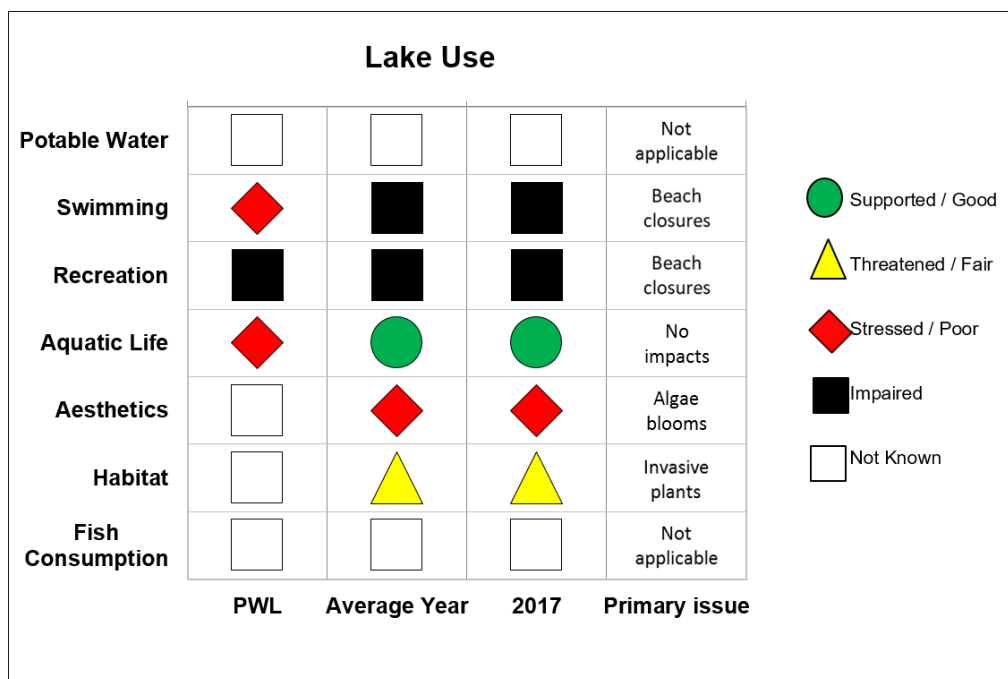 Lake Use
Potable Water
Not
applicable
Swimming
Beach
closures
Recreation
Beach
closures
Aquatic Life
No
impacts
Aesthetics
Algae
blooms
Habitat
Invasive
plants
Fish
Consumption
Not
applicable
PWL
Average Year
2017
Primary issue
Supported / Good
Threatened / Fair
Stressed / Poor
Impaired
Not Known